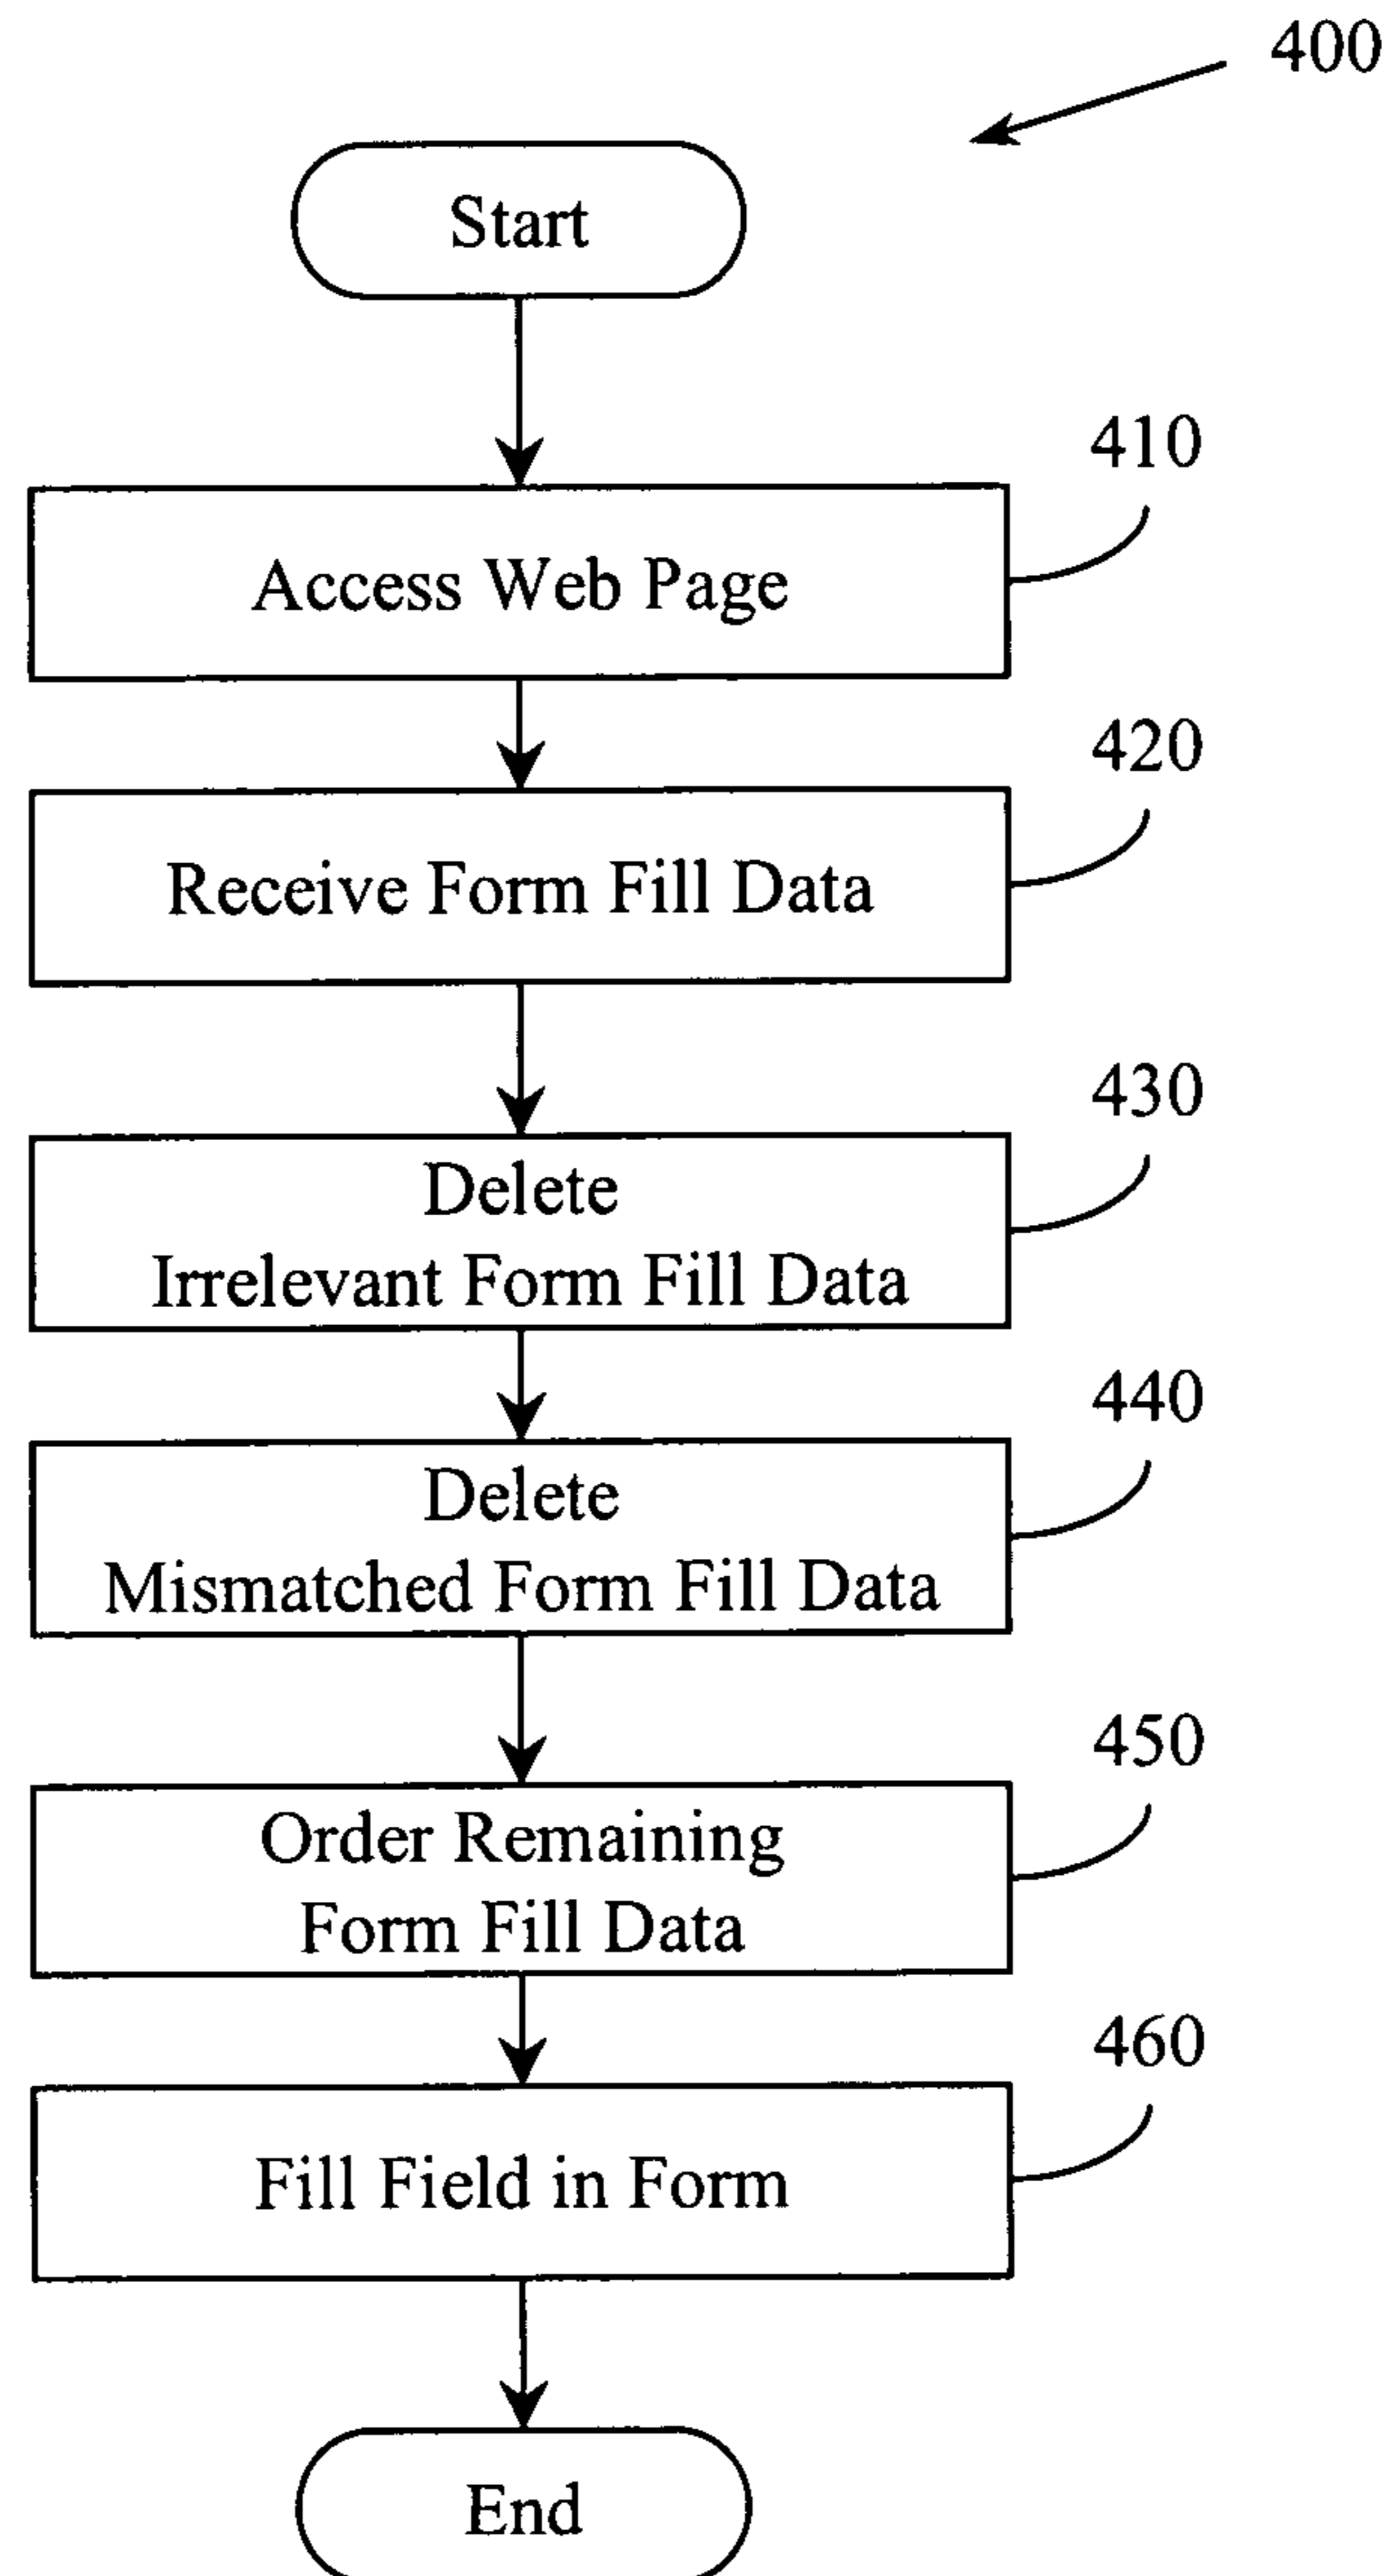 400
Start
410
Access Web Page
420
Receive Form Fill Data
430
Delete
Irrelevant Form Fill Data
440
Delete
Mismatched Form Fill Data
450
Order Remaining
Form Fill Data
460
Fill Field in Form
End